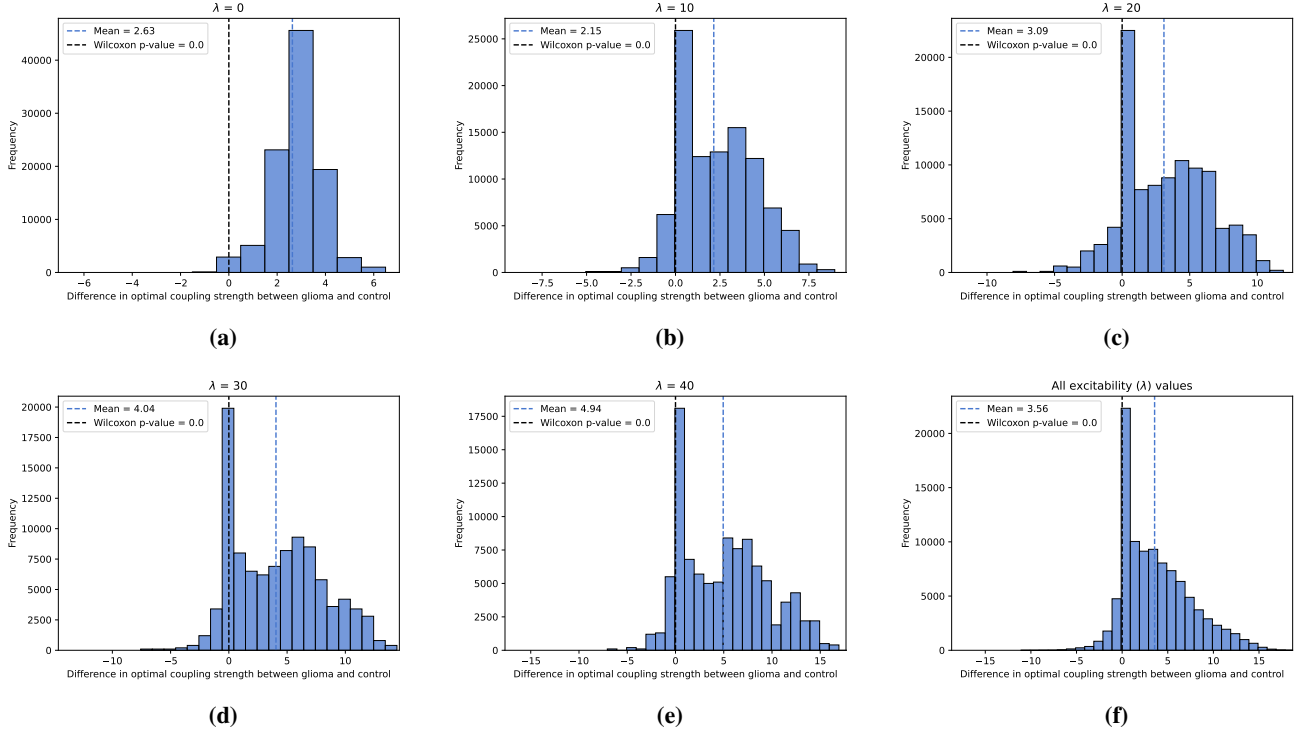 λ = 0
Mean = 2.63
Wilcoxon p-value = 0.0
Frequency
40000
30000
20000
10000
0
−6 −4 −2 0 2 4 6
Difference in optimal coupling strength between glioma and control
(a)
λ = 10
Mean = 2.15
Wilcoxon p-value = 0.0
Frequency
25000
20000
15000
10000
5000
0
−7.5 −5.0 −2.5 0.0 2.5 5.0 7.5
Difference in optimal coupling strength between glioma and control
(b)
λ = 20
Mean = 3.09
Wilcoxon p-value = 0.0
Frequency
20000
15000
10000
5000
0
−10 −5 0 5 10
Difference in optimal coupling strength between glioma and control
(c)
λ = 30
Mean = 4.04
Wilcoxon p-value = 0.0
Frequency
20000
17500
15000
12500
10000
7500
5000
2500
0
−10 −5 0 5 10
Difference in optimal coupling strength between glioma and control
(d)
λ = 40
Mean = 4.94
Wilcoxon p-value = 0.0
Frequency
17500
15000
12500
10000
7500
5000
2500
0
−15 −10 −5 0 5 10 15
Difference in optimal coupling strength between glioma and control
(e)
All excitability (λ) values
Mean = 3.56
Wilcoxon p-value = 0.0
Frequency
20000
15000
10000
5000
0
−15 −10 −5 0 5 10 15
Difference in optimal coupling strength between glioma and control
(f)